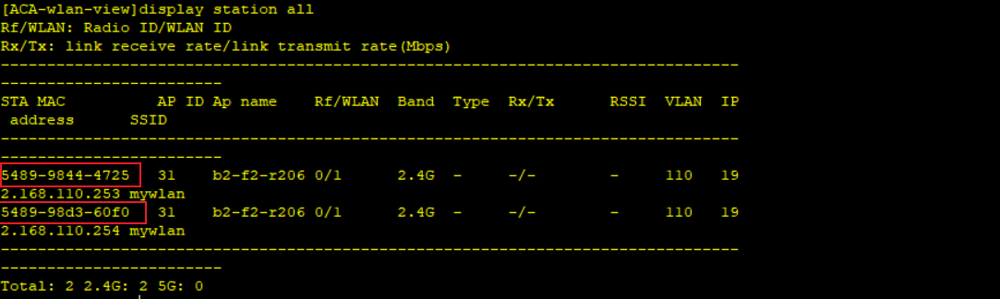 [ACA-wlan-view]display station all
Rf/WLAN: Radio ID/WLAN ID
Rx/Tx: link receive rate/link transmit rate(Mbps)
--------------------------------------------------------------------------------
------------------------
STA MAC          AP ID Ap name    Rf/WLAN  Band  Type  Rx/Tx      RSSI  VLAN  IP
 address      SSID
--------------------------------------------------------------------------------
------------------------
5489-9844-4725   31    b2-f2-r206 0/1      2.4G  -     -/-        -     110   19
2.168.110.253 mywlan
5489-98d3-60f0   31    b2-f2-r206 0/1      2.4G  -     -/-        -     110   19
2.168.110.254 mywlan
--------------------------------------------------------------------------------
------------------------
Total: 2 2.4G: 2 5G: 0